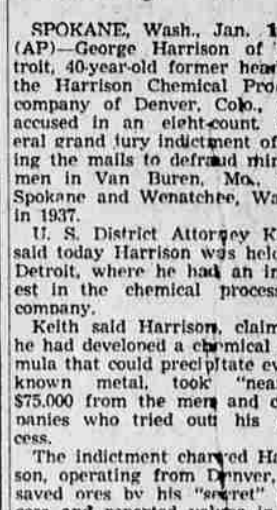 SPOKANE, Wash., Jan. 1
(AP)—George Harrison of
troit, 40-year-old former hea
the Harrison Chemical Pro
company of Denver, Colo.,
accused in an eight-count
eral grand jury indictment of
ing the mails to defraud min
men in Van Buren, Mo.,
Spokane and Wenatchee, Wa
in 1937.
U. S. District Attorney K
said today Harrison was held
Detroit, where he had an in
est in the chemical process
company.
Keith said Harrison, claim
he had developed a chemical
mula that could precipitate ev
known metal, took "nea
$75,000 from the men and c
panies who tried out his
cess.
The indictment charged Ha
son, operating from Denver,
saved ores by his "secret"